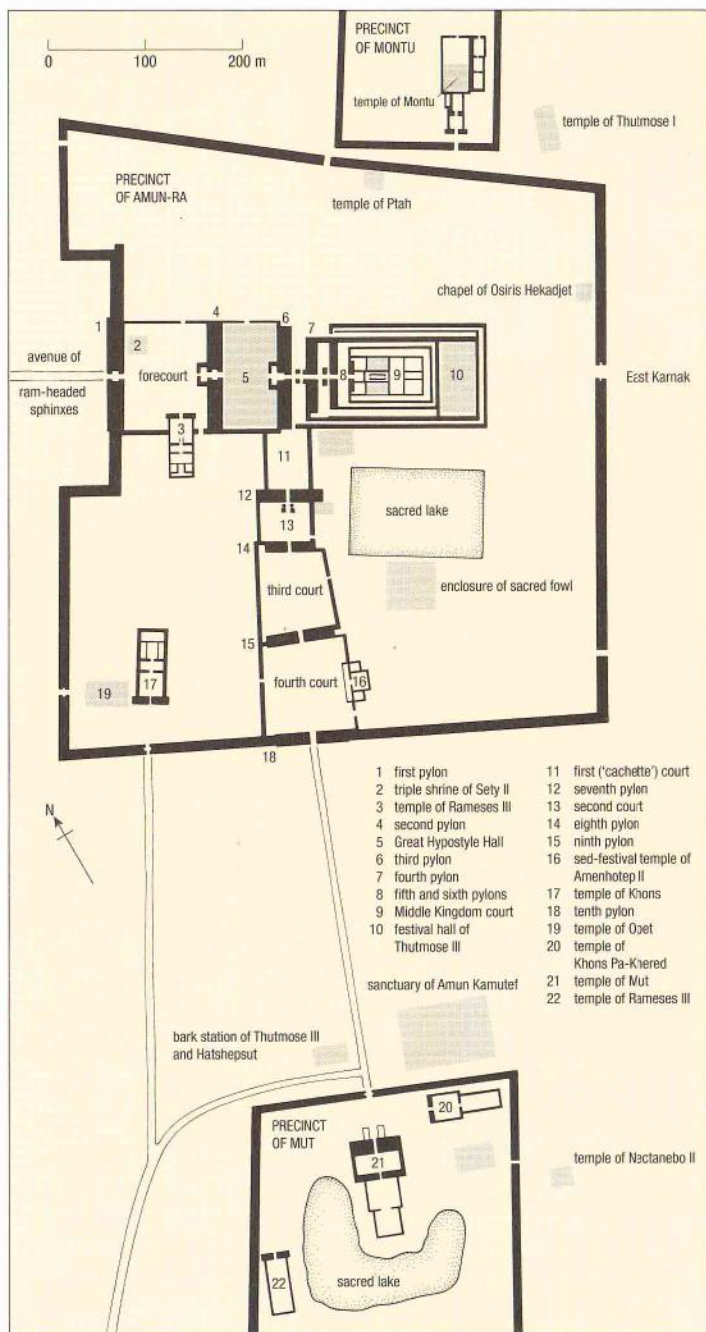 PRECINCT
OF MONTU
0 100 200 m
temple of Montu
temple of Thutmose I
PRECINCT
OF AMUN-RA
temple of Ptah
chapel of Osiris Hekadjet
1
2
4
6
7
avenue of
ram-headed
sphinxes
forecourt
5
8
9
10
East Karnak
3
11
12
13
sacred lake
14
third court
enclosure of sacred fowl
15
fourth court
16
17
19
18
N
1 first pylon
2 triple shrine of Sety II
3 temple of Rameses III
4 second pylon
5 Great Hypostyle Hall
6 third pylon
7 fourth pylon
8 fifth and sixth pylons
9 Middle Kingdom court
10 festival hall of
Thutmose III
11 first ('cachette') court
12 seventh pylon
13 second court
14 eighth pylon
15 ninth pylon
16 sed-festival temple of
Amenhotep II
17 temple of Khons
18 tenth pylon
19 temple of Opet
20 temple of
Khons Pa-Khered
21 temple of Mut
22 temple of Rameses III
sanctuary of Amun Kamutef
bark station of Thutmose III
and Hatshepsut
PRECINCT
OF MUT
20
21
temple of Nectanebo II
22
sacred lake